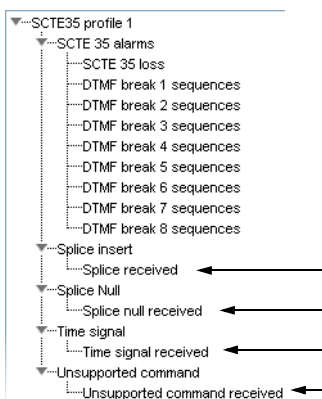 SCTE35 profile 1
SCTE 35 alarms
SCTE 35 loss
DTMF break 1 sequences
DTMF break 2 sequences
DTMF break 3 sequences
DTMF break 4 sequences
DTMF break 5 sequences
DTMF break 6 sequences
DTMF break 7 sequences
DTMF break 8 sequences
Splice insert
Splice received
Splice Null
Splice null received
Time signal
Time signal received
Unsupported command
Unsupported command received